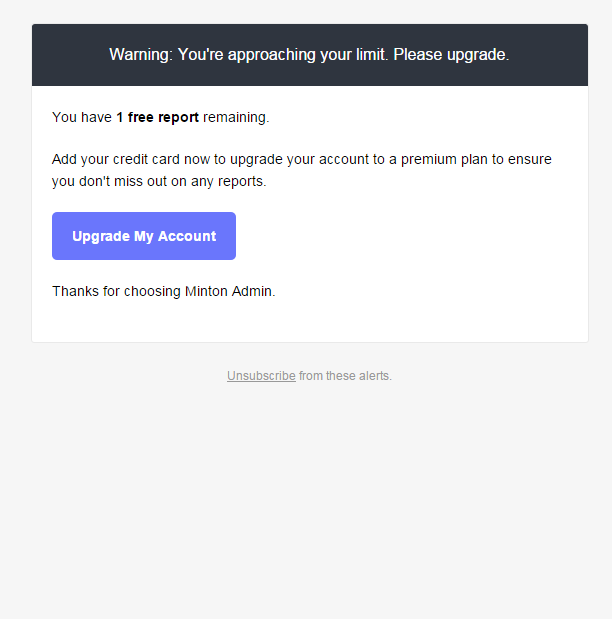 Warning: You're approaching your limit. Please upgrade.
You have 1 free report remaining.
Add your credit card now to upgrade your account to a premium plan to ensure
you don't miss out on any reports.
Upgrade My Account
Thanks for choosing Minton Admin.
Unsubscribe from these alerts.